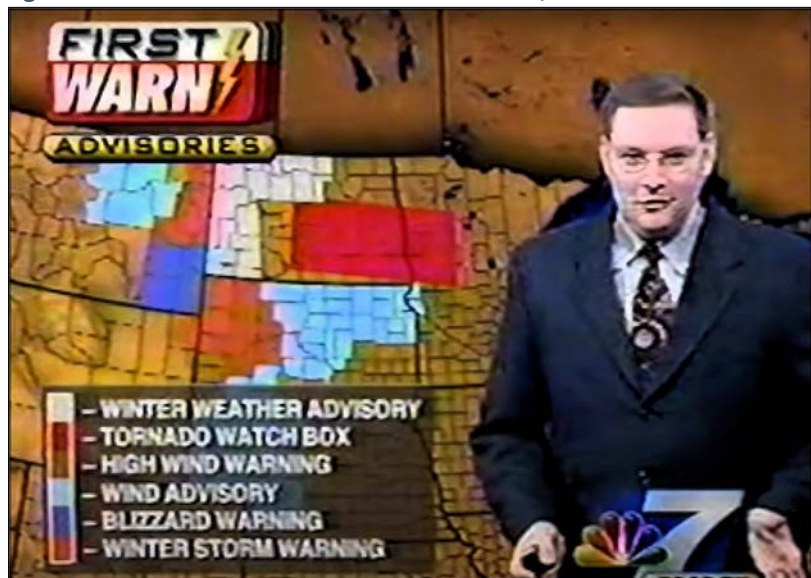 FIRST
WARN
ADVISORIES
– WINTER WEATHER ADVISORY
– TORNADO WATCH BOX
– HIGH WIND WARNING
– WIND ADVISORY
– BLIZZARD WARNING
– WINTER STORM WARNING
7